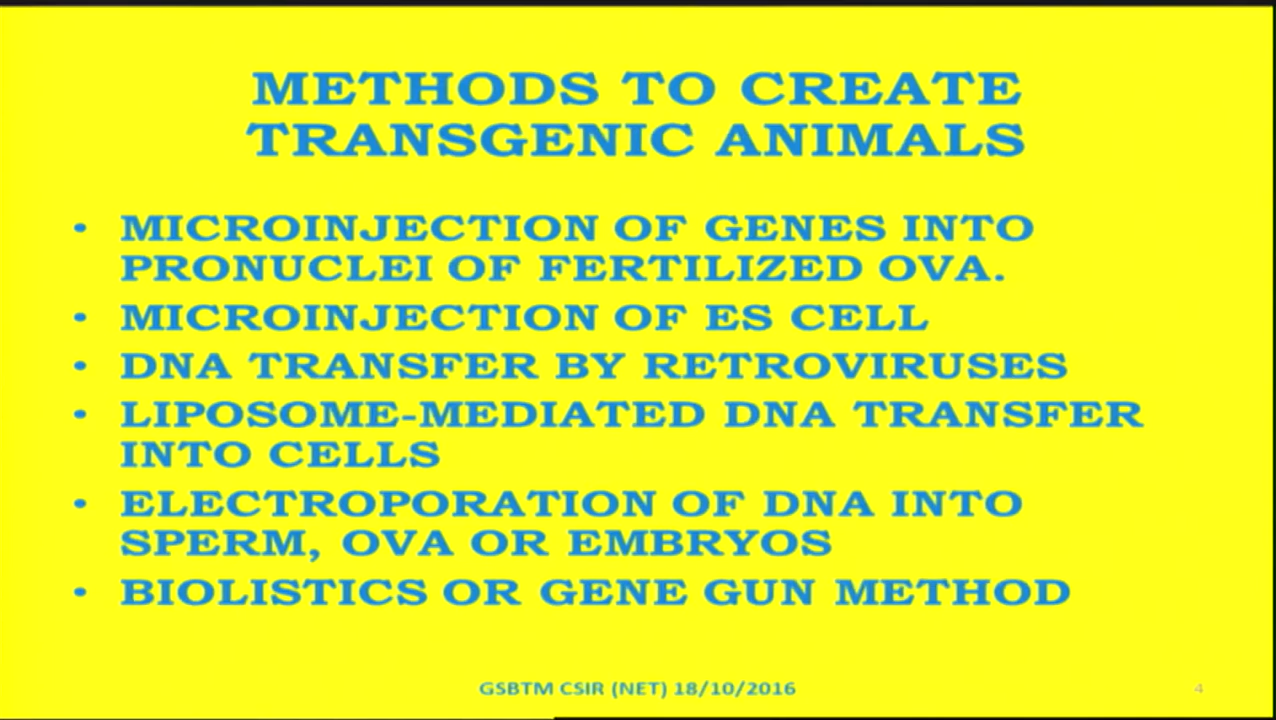 METHODS TO CREATE
TRANSGENIC ANIMALS
• MICROINJECTION OF GENES INTO
PRONUCLEI OF FERTILIZED OVA.
• MICROINJECTION OF ES CELL
• DNA TRANSFER BY RETROVIRUSES
• LIPOSOME-MEDIATED DNA TRANSFER
INTO CELLS
• ELECTROPORATION OF DNA INTO
SPERM, OVA OR EMBRYOS
• BIOLISTICS OR GENE GUN METHOD
GSBTM CSIR (NET) 18/10/2016
4